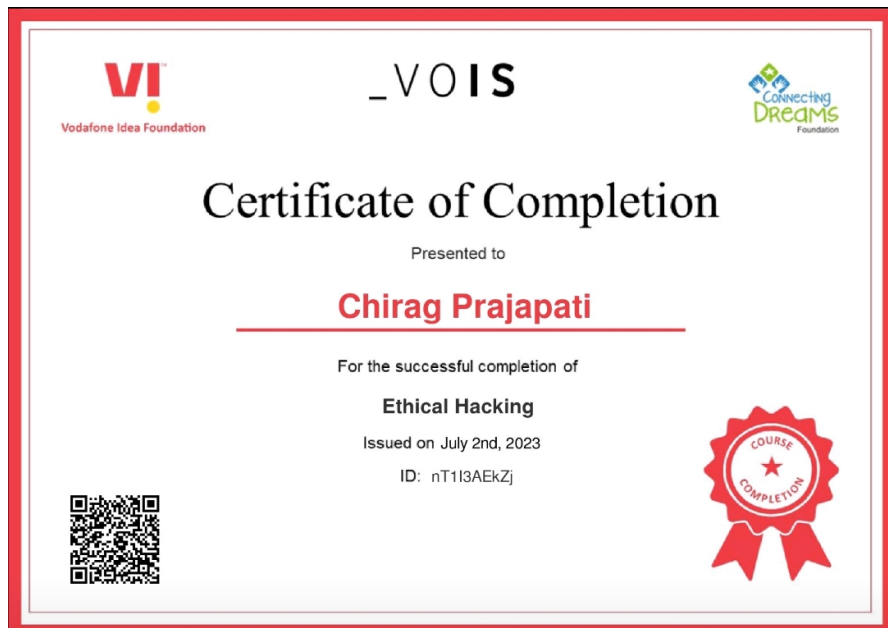 VI
Vodafone Idea Foundation
_VOIS
CONNECTING
DREAMS
Foundation
Certificate of Completion
Presented to
Chirag Prajapati
For the successful completion of
Ethical Hacking
Issued on July 2nd, 2023
ID: nT1I3AEkZj
COURSE
COMPLETION